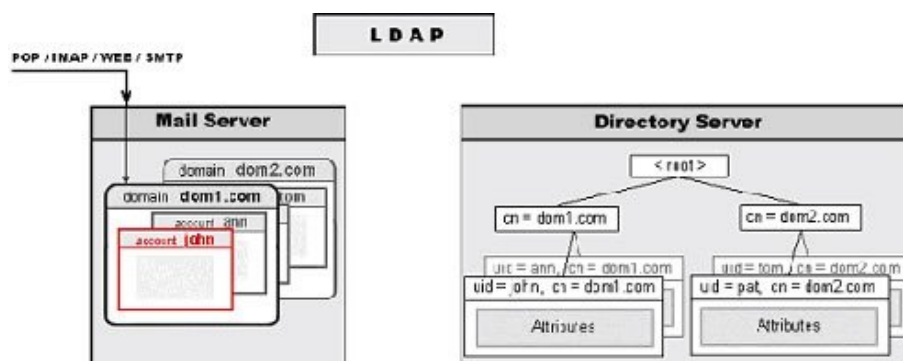 LDAP
POP / IMAP / WEB / SMTP
Mail Server
domain dom2.com
domain dom1.com
account ann
account john
Directory Server
< root >
cn = dom1.com
cn = dom2.com
uid = ann, cn = dom1.com
uid = tom, cn = dom2.com
uid = john, cn = dom1.com
uid = pat, cn = dom2.com
Attributes
Attributes